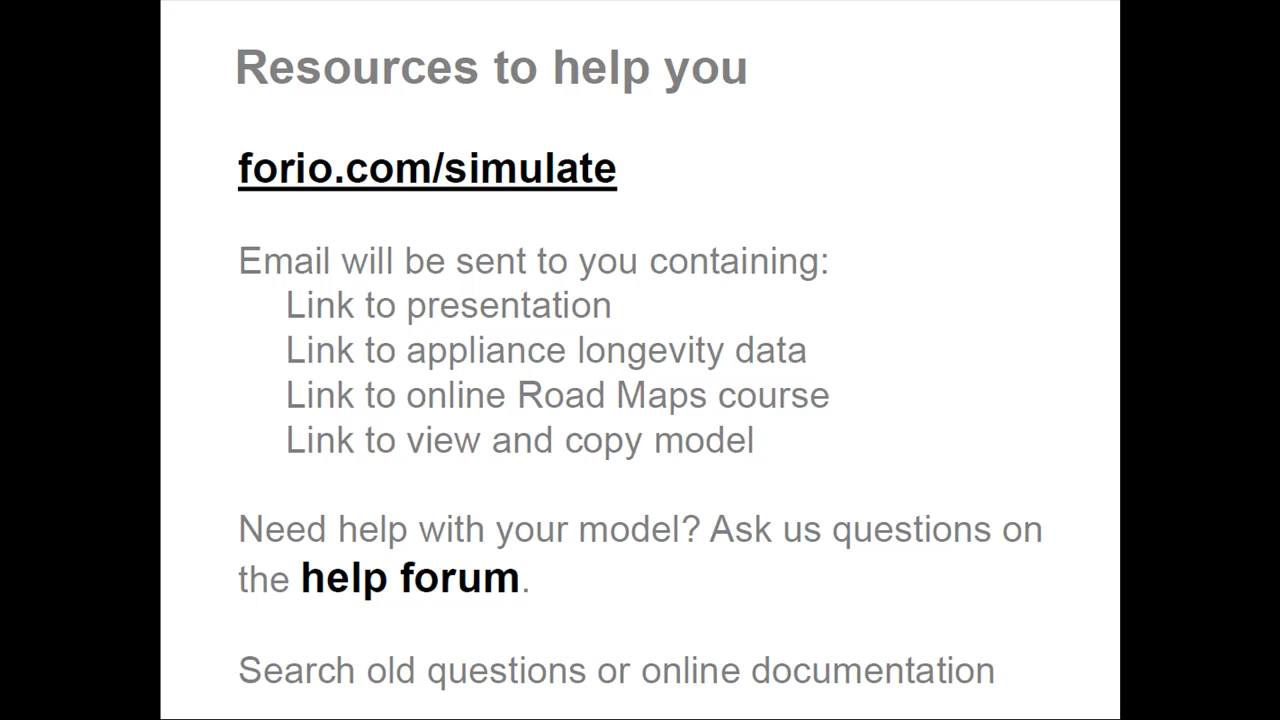 Resources to help you
forio.com/simulate
Email will be sent to you containing:
Link to presentation
Link to appliance longevity data
Link to online Road Maps course
Link to view and copy model
Need help with your model? Ask us questions on
the help forum.
Search old questions or online documentation